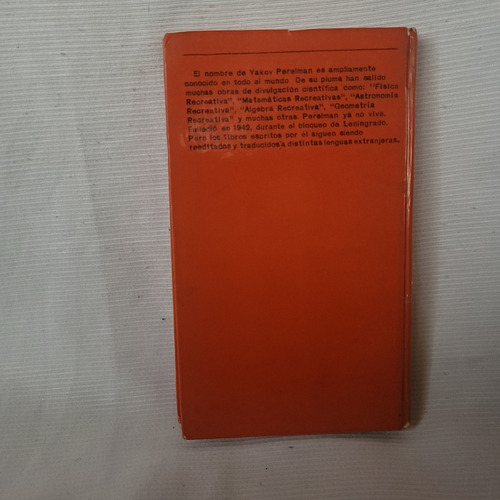 El nombre de Yakov Perelman es ampliamente
conocido en todo el mundo. De su pluma han salido
muchas obras de divulgación científica como: "Física
Recreativa", "Matemáticas Recreativas", "Astronomía
Recreativa", "Algebra Recreativa", "Geometría
Recreativa" y muchas otras. Perelman ya no vive.
Falleció en 1942, durante el bloqueo de Leningrado.
Pero los libros escritos por él siguen siendo
reeditados y traducidos a distintas lenguas extranjeras.